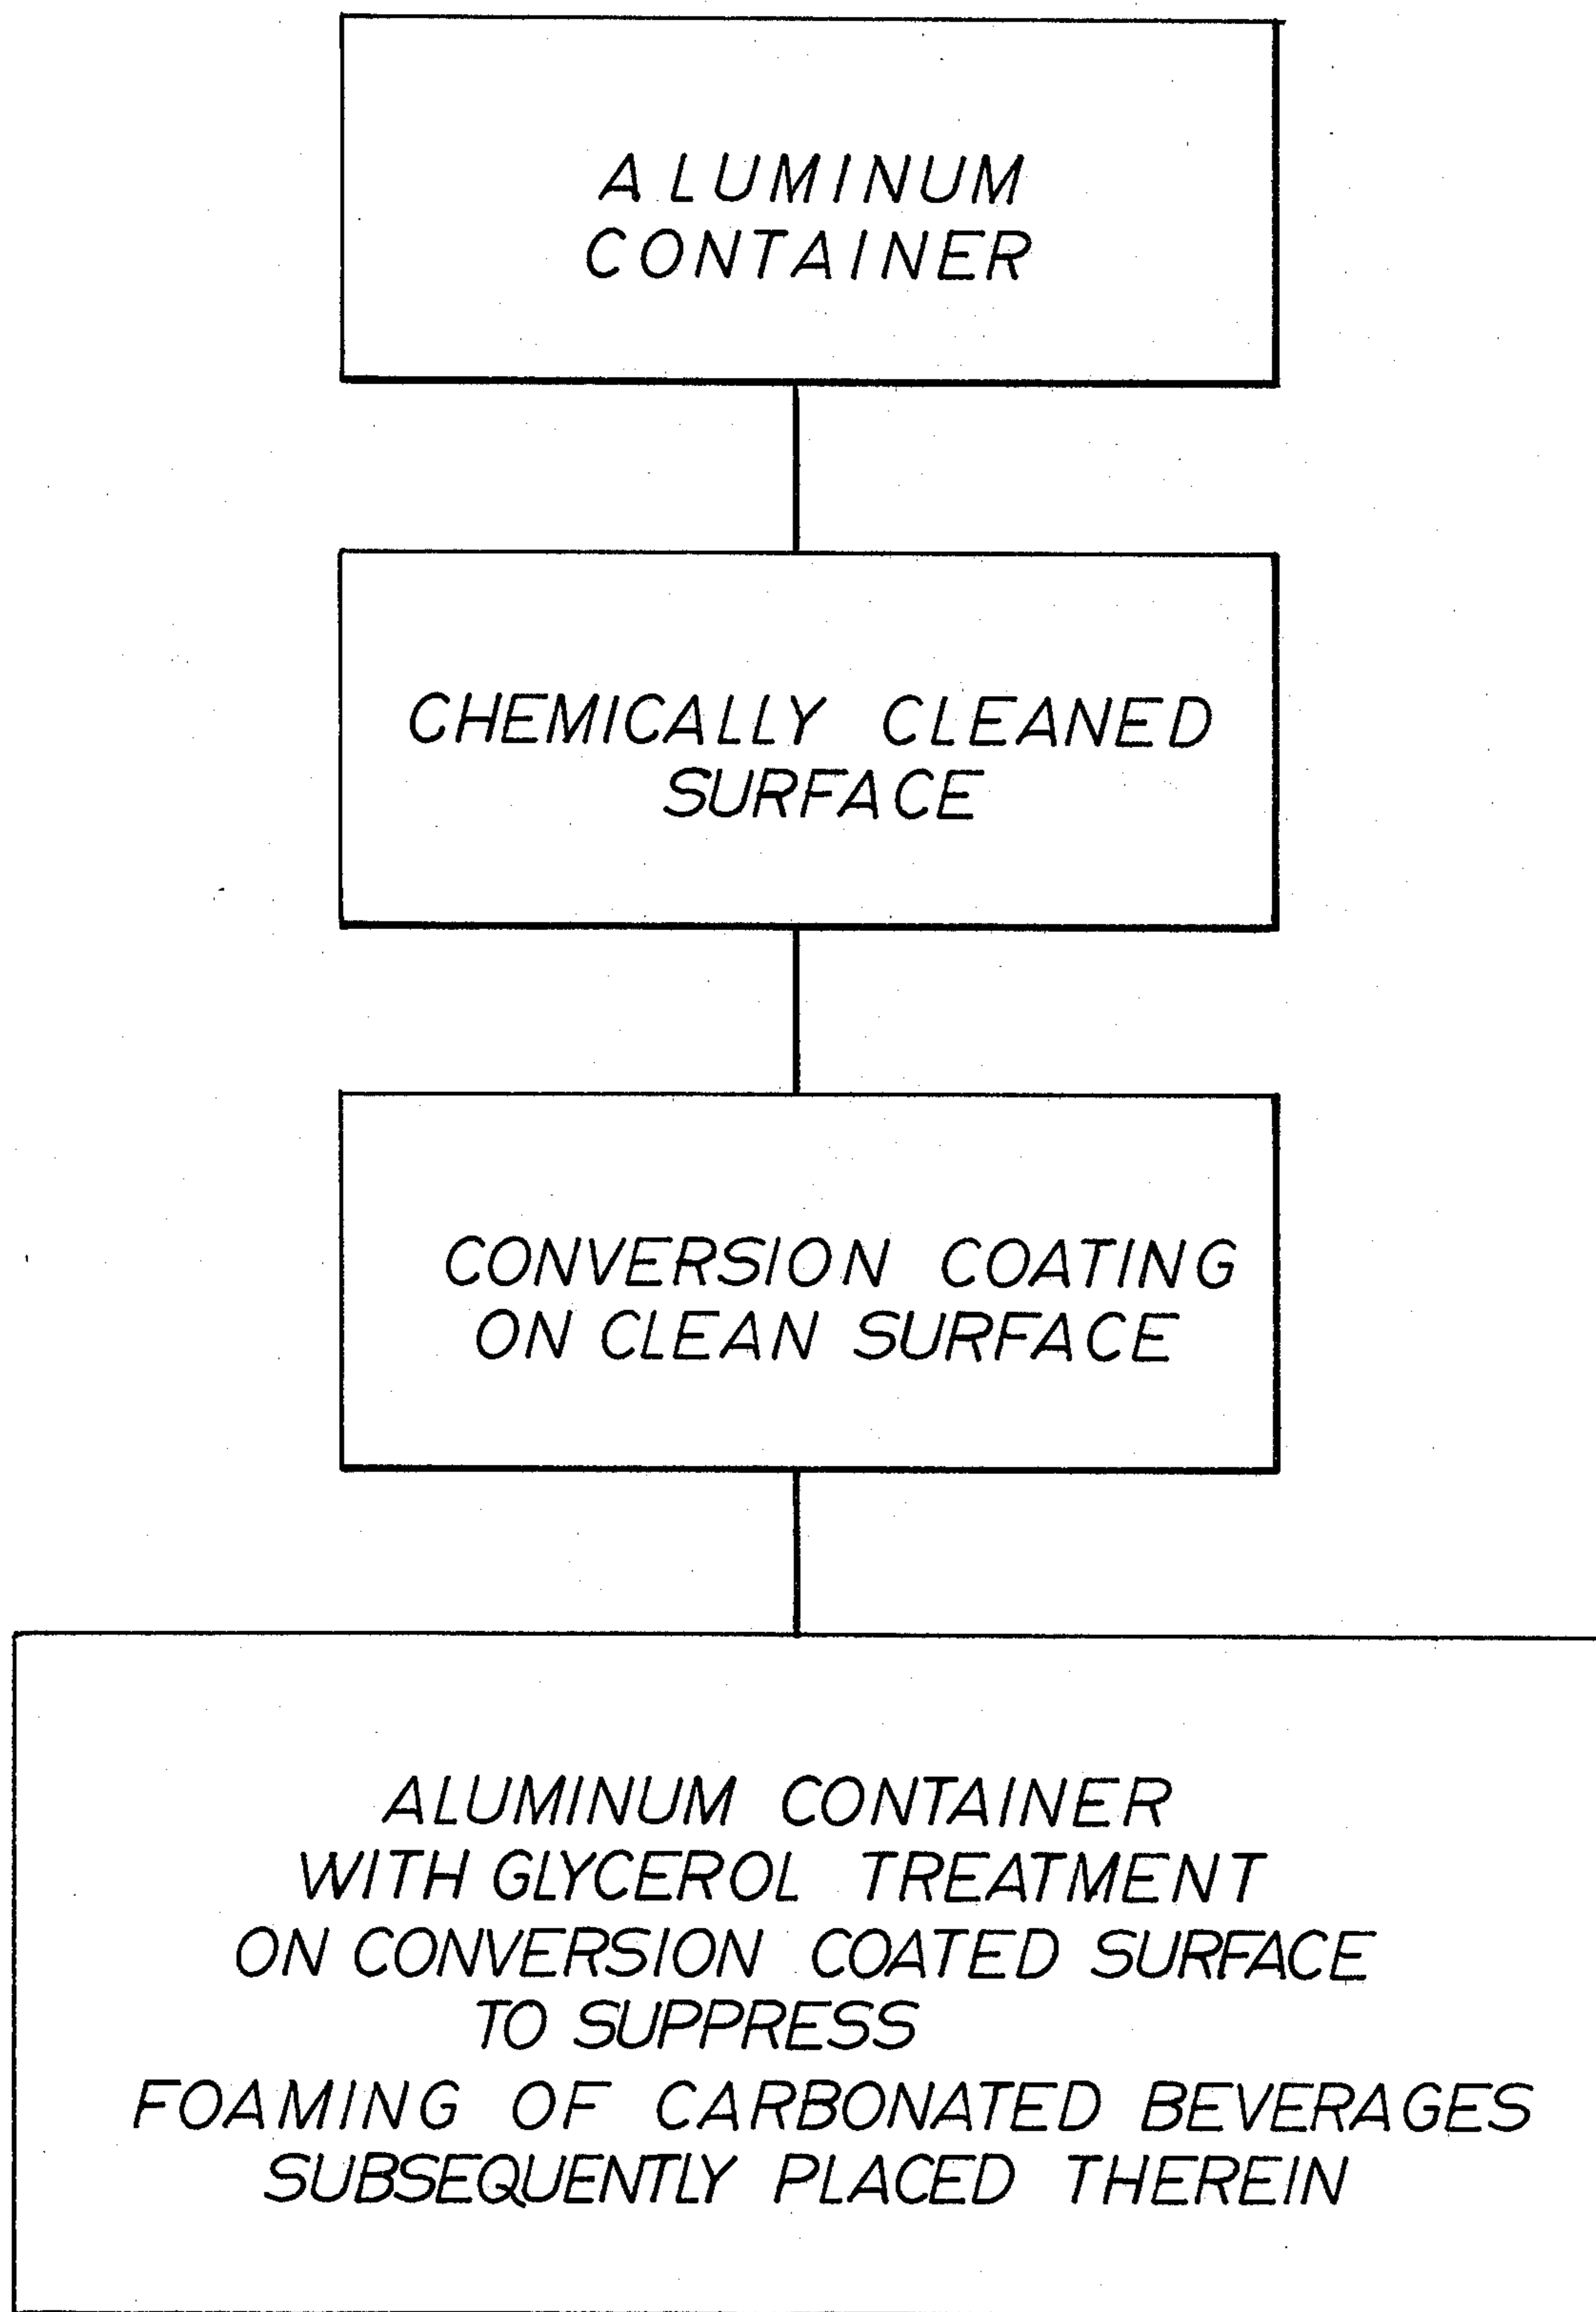 ALUMINUM
CONTAINER
CHEMICALLY CLEANED
SURFACE
CONVERSION COATING
ON CLEAN SURFACE
ALUMINUM CONTAINER
WITH GLYCEROL TREATMENT
ON CONVERSION COATED SURFACE
TO SUPPRESS
FOAMING OF CARBONATED BEVERAGES
SUBSEQUENTLY PLACED THEREIN